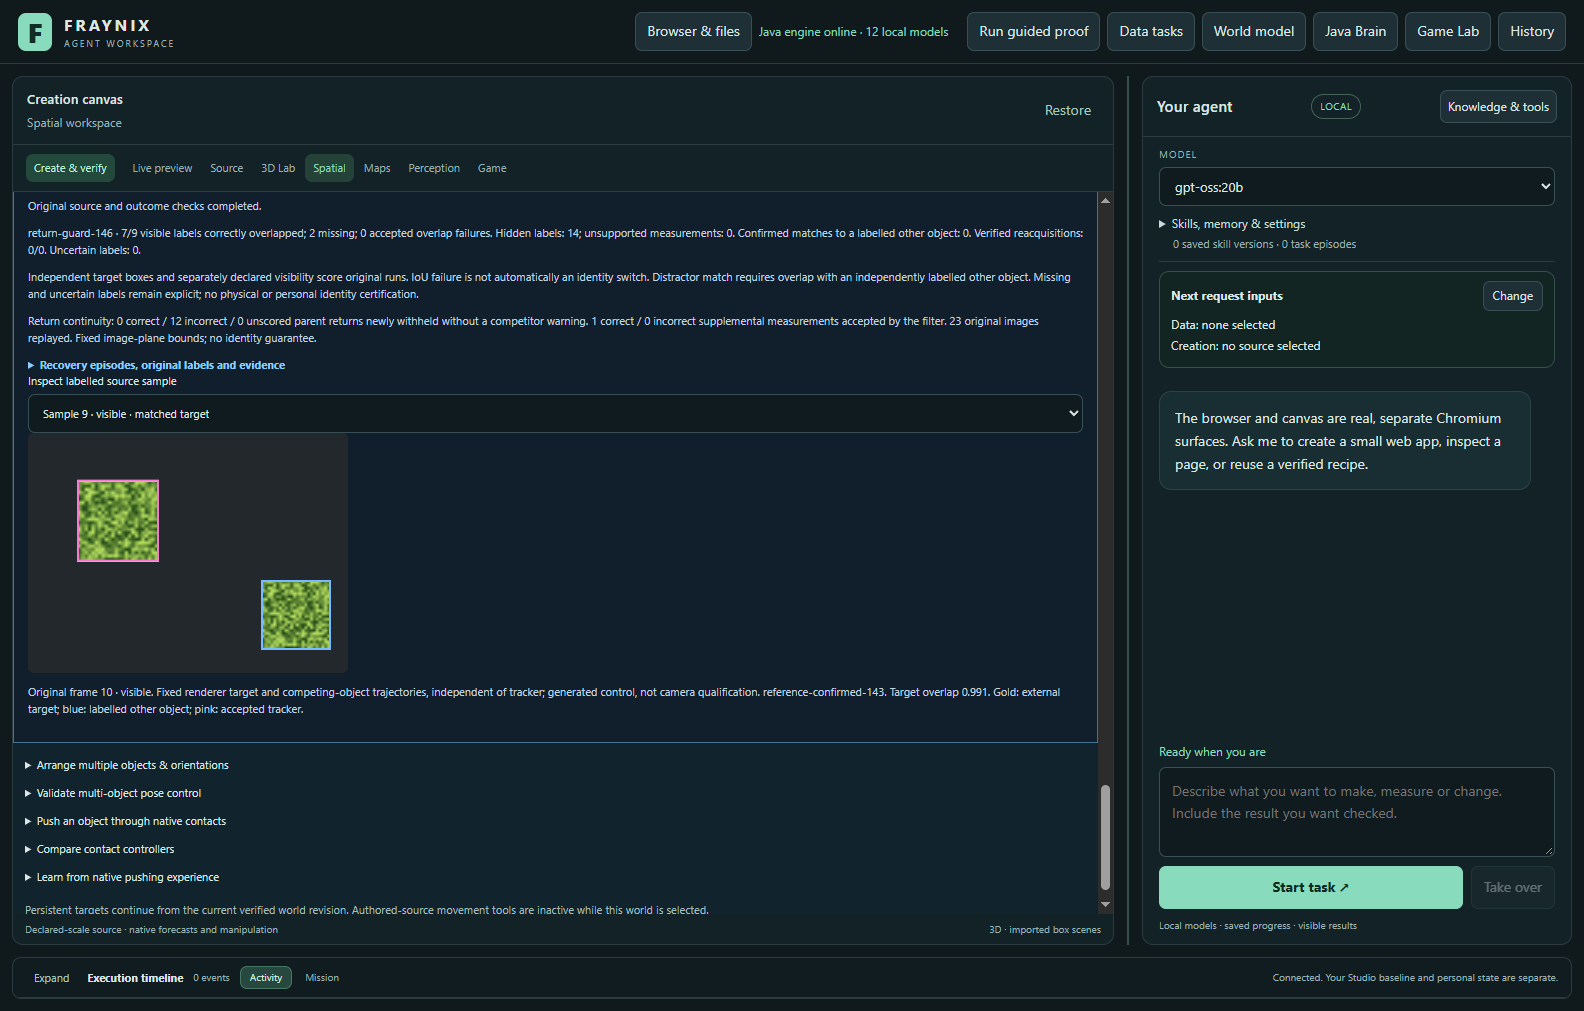 F
FRAYNIX
AGENT WORKSPACE
Browser & files
Java engine online · 12 local models
Run guided proof
Data tasks
World model
Java Brain
Game Lab
History
Creation canvas
Spatial workspace
Restore
Create & verify
Live preview
Source
3D Lab
Spatial
Maps
Perception
Game
Original source and outcome checks completed.
return-guard-146 · 7/9 visible labels correctly overlapped; 2 missing; 0 accepted overlap failures. Hidden labels: 14; unsupported measurements: 0. Confirmed matches to a labelled other object: 0. Verified reacquisitions:
0/0. Uncertain labels: 0.
Independent target boxes and separately declared visibility score original runs. IoU failure is not automatically an identity switch. Distractor match requires overlap with an independently labelled other object. Missing
and uncertain labels remain explicit; no physical or personal identity certification.
Return continuity: 0 correct / 12 incorrect / 0 unscored parent returns newly withheld without a competitor warning. 1 correct / 0 incorrect supplemental measurements accepted by the filter. 23 original images
replayed. Fixed image-plane bounds; no identity guarantee.
Recovery episodes, original labels and evidence
Inspect labelled source sample
Sample 9 · visible · matched target
Original frame 10 · visible. Fixed renderer target and competing-object trajectories, independent of tracker; generated control, not camera qualification. reference-confirmed-143. Target overlap 0.991. Gold: external
target; blue: labelled other object; pink: accepted tracker.
Arrange multiple objects & orientations
Validate multi-object pose control
Push an object through native contacts
Compare contact controllers
Learn from native pushing experience
Persistent targets continue from the current verified world revision. Authored-source movement tools are inactive while this world is selected.
Declared-scale source · native forecasts and manipulation
3D · imported box scenes
Your agent
LOCAL
Knowledge & tools
MODEL
gpt-oss:20b
Skills, memory & settings
0 saved skill versions · 0 task episodes
Next request inputs
Change
Data: none selected
Creation: no source selected
The browser and canvas are real, separate Chromium
surfaces. Ask me to create a small web app, inspect a
page, or reuse a verified recipe.
Ready when you are
Describe what you want to make, measure or change.
Include the result you want checked.
Start task ↗
Take over
Local models · saved progress · visible results
Expand
Execution timeline
0 events
Activity
Mission
Connected. Your Studio baseline and personal state are separate.